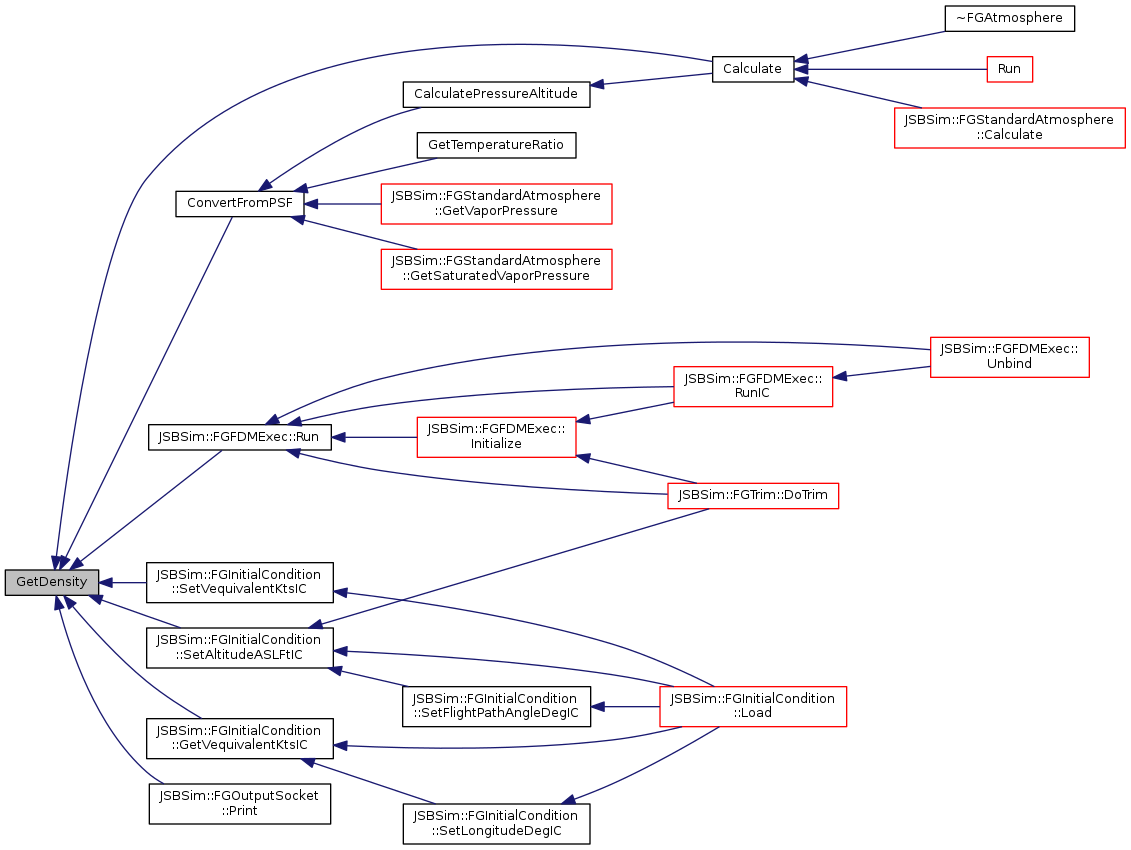 ~FGAtmosphere
Calculate
Run
CalculatePressureAltitude
JSBSim::FGStandardAtmosphere
::Calculate
GetTemperatureRatio
ConvertFromPSF
JSBSim::FGStandardAtmosphere
::GetVaporPressure
JSBSim::FGStandardAtmosphere
::GetSaturatedVaporPressure
JSBSim::FGFDMExec::
Unbind
JSBSim::FGFDMExec::
RunIC
JSBSim::FGFDMExec::Run
JSBSim::FGFDMExec::
Initialize
JSBSim::FGTrim::DoTrim
GetDensity
JSBSim::FGInitialCondition
::SetVequivalentKtsIC
JSBSim::FGInitialCondition
::SetAltitudeASLFtIC
JSBSim::FGInitialCondition
::SetFlightPathAngleDegIC
JSBSim::FGInitialCondition
::Load
JSBSim::FGInitialCondition
::GetVequivalentKtsIC
JSBSim::FGOutputSocket
::Print
JSBSim::FGInitialCondition
::SetLongitudeDegIC